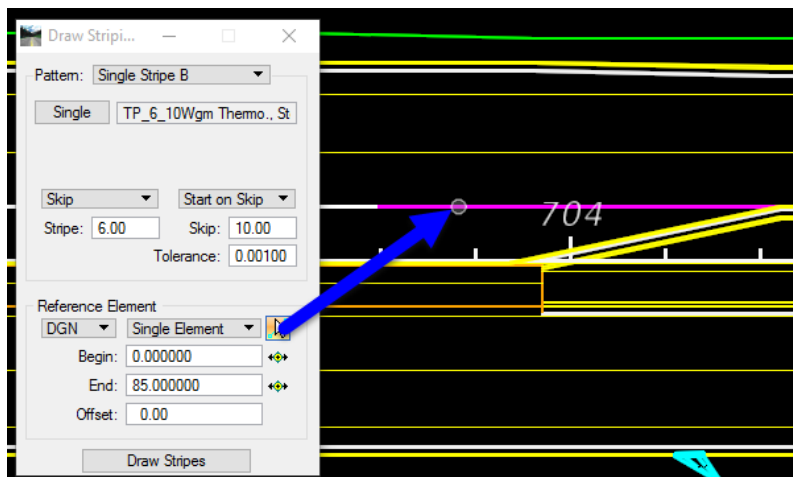 Draw Stripi...
Pattern: Single Stripe B
Single TP_6_10Wgm Thermo., St
Skip Start on Skip
Stripe: 6.00 Skip: 10.00
Tolerance: 0.00100
Reference Element
DGN Single Element
Begin: 0.000000
End: 85.000000
Offset: 0.00
Draw Stripes
704